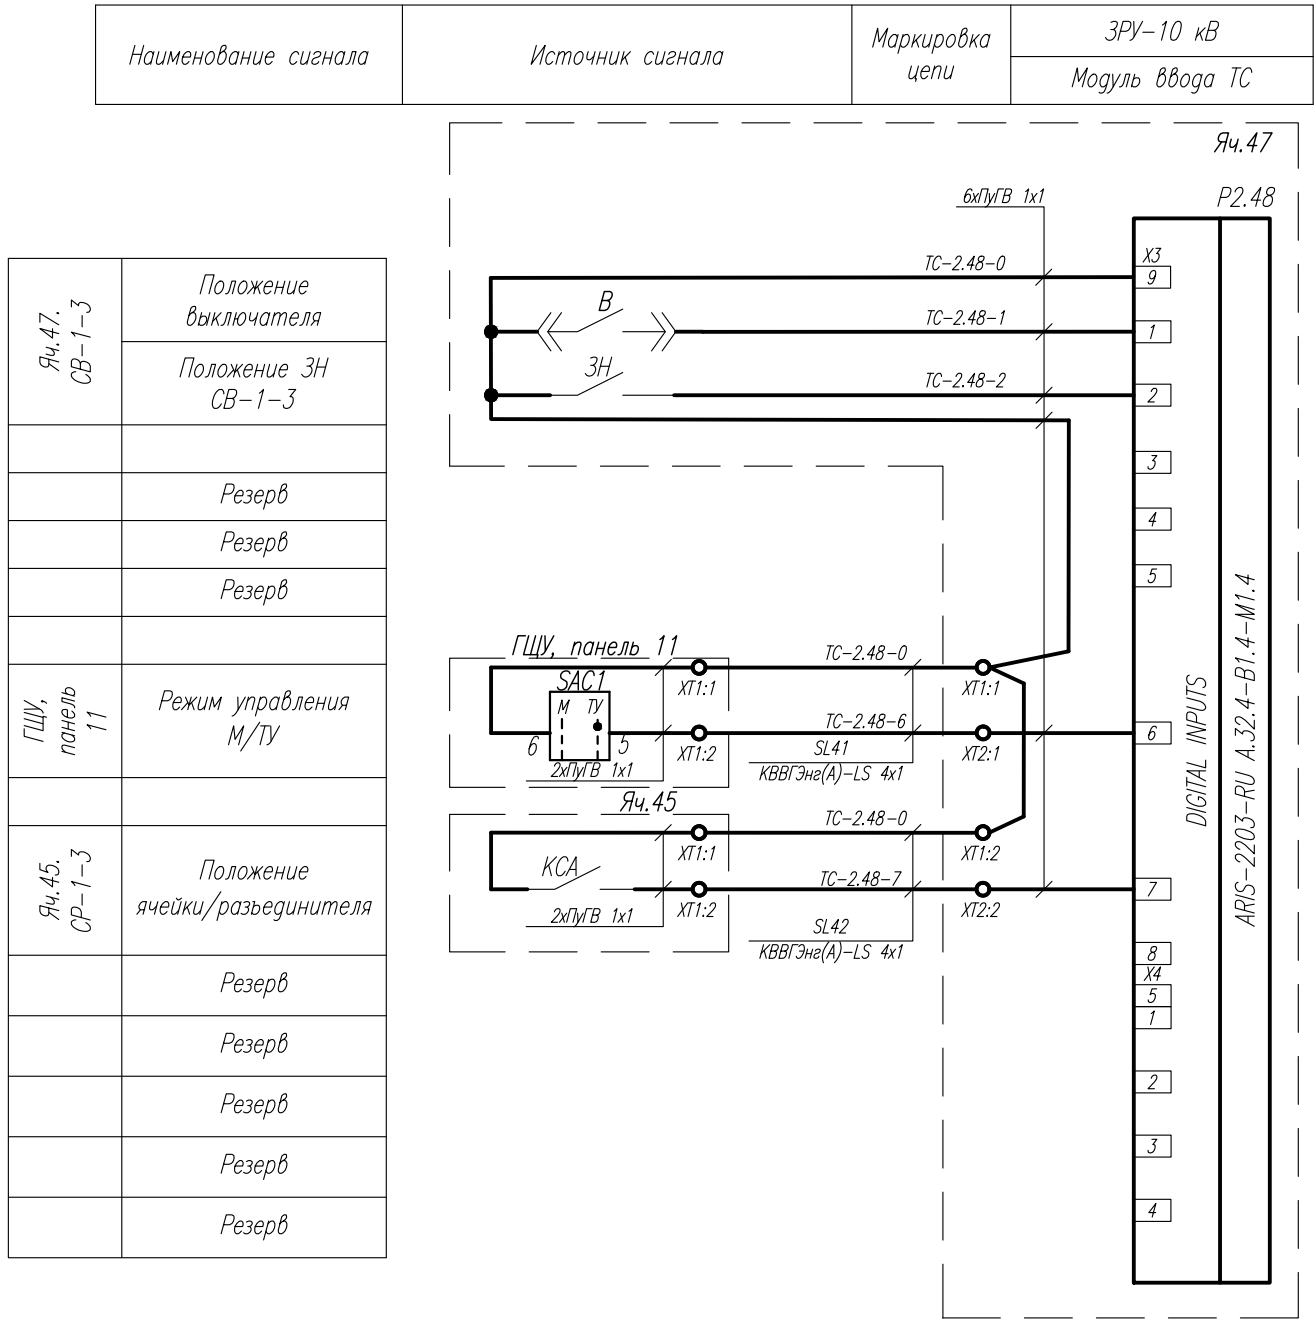 Наименование сигнала
Источник сигнала
Маркировка
цепи
ЗРУ-10 кВ
Модуль ввода ТС
Яч.47
P2.48
6хПуГВ 1х1
Яч.47.
СВ-1-3
Положение
выключателя
Положение ЗН
СВ-1-3
Резерв
Резерв
Резерв
ГЩУ,
панель
11
Режим управления
М/ТУ
Яч.45.
СР-1-3
Положение
ячейки/разъединителя
Резерв
Резерв
Резерв
Резерв
Резерв
ТС-2.48-0
В
ТС-2.48-1
ЗН
ТС-2.48-2
ГЩУ, панель 11
SAC1
М ТУ
6
5
2хПуГВ 1х1
ХТ1:1
ХТ1:2
ТС-2.48-0
ТС-2.48-6
SL41
КВВГЭнг(А)-LS 4х1
ХТ1:1
ХТ2:1
Яч.45
КСА
2хПуГВ 1х1
ХТ1:1
ХТ1:2
ТС-2.48-0
ТС-2.48-7
SL42
КВВГЭнг(А)-LS 4х1
ХТ1:2
ХТ2:2
X3
9
1
2
3
4
5
6
7
8
X4
5
1
2
3
4
DIGITAL INPUTS
ARIS-2203-RU A.32.4-B1.4-M1.4